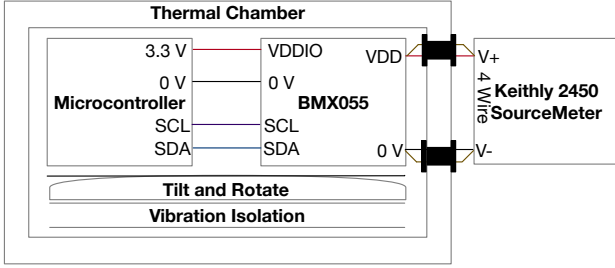 Thermal Chamber
3.3 V
0 V
Microcontroller
SCL
SDA
VDDIO
0 V
BMX055
SCL
SDA
VDD
0 V
V+
4 Wire
V-
Keithly 2450
SourceMeter
Tilt and Rotate
Vibration Isolation